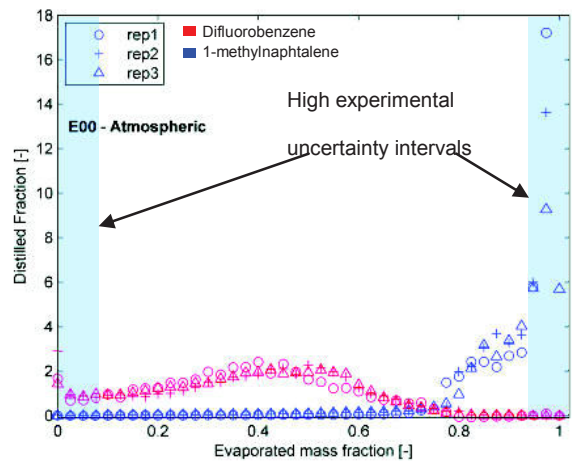 18
16
14
12
10
8
6
4
2
0
Distilled Fraction [-]
rep1
rep2
rep3
Difluorobenzene
1-methylnaphtalene
High experimental
uncertainty intervals
E00 - Atmospheric
0 0.2 0.4 0.6 0.8 1
Evaporated mass fraction [-]